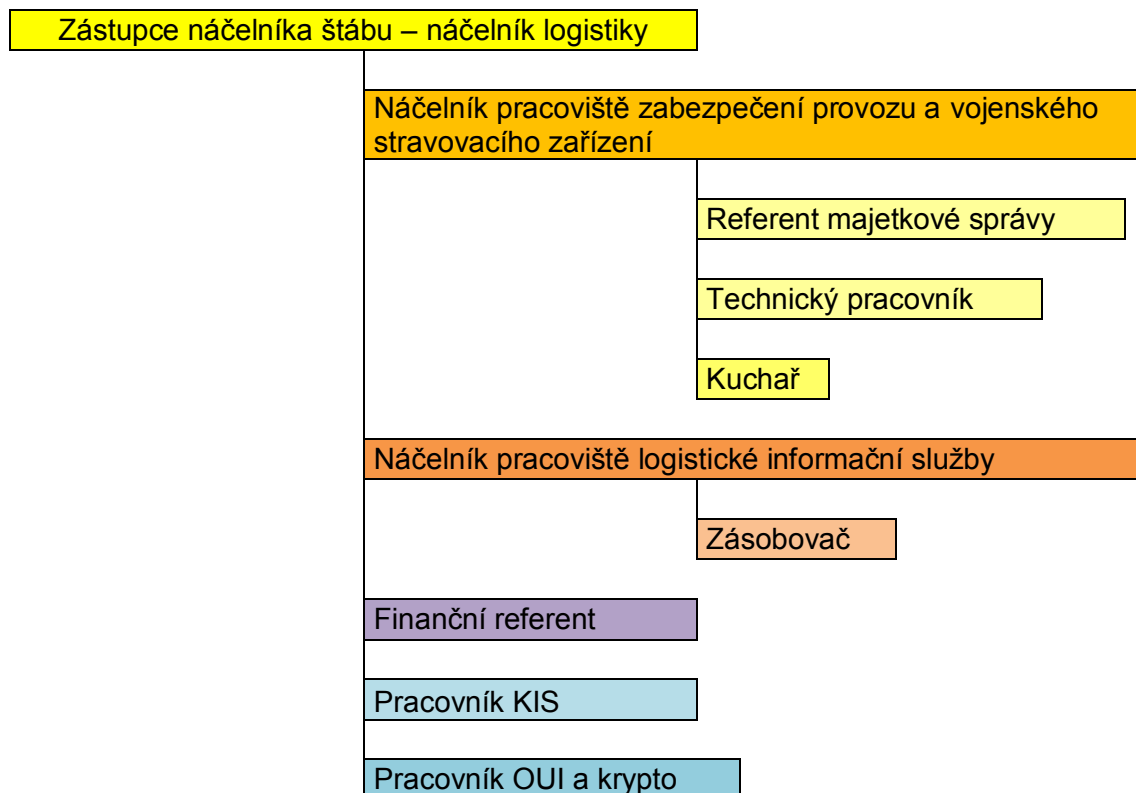 Zástupce náčelníka štábu – náčelník logistiky
Náčelník pracoviště zabezpečení provozu a vojenského
stravovacího zařízení
Referent majetkové správy
Technický pracovník
Kuchař
Náčelník pracoviště logistické informační služby
Zásobovač
Finanční referent
Pracovník KIS
Pracovník OUI a krypto